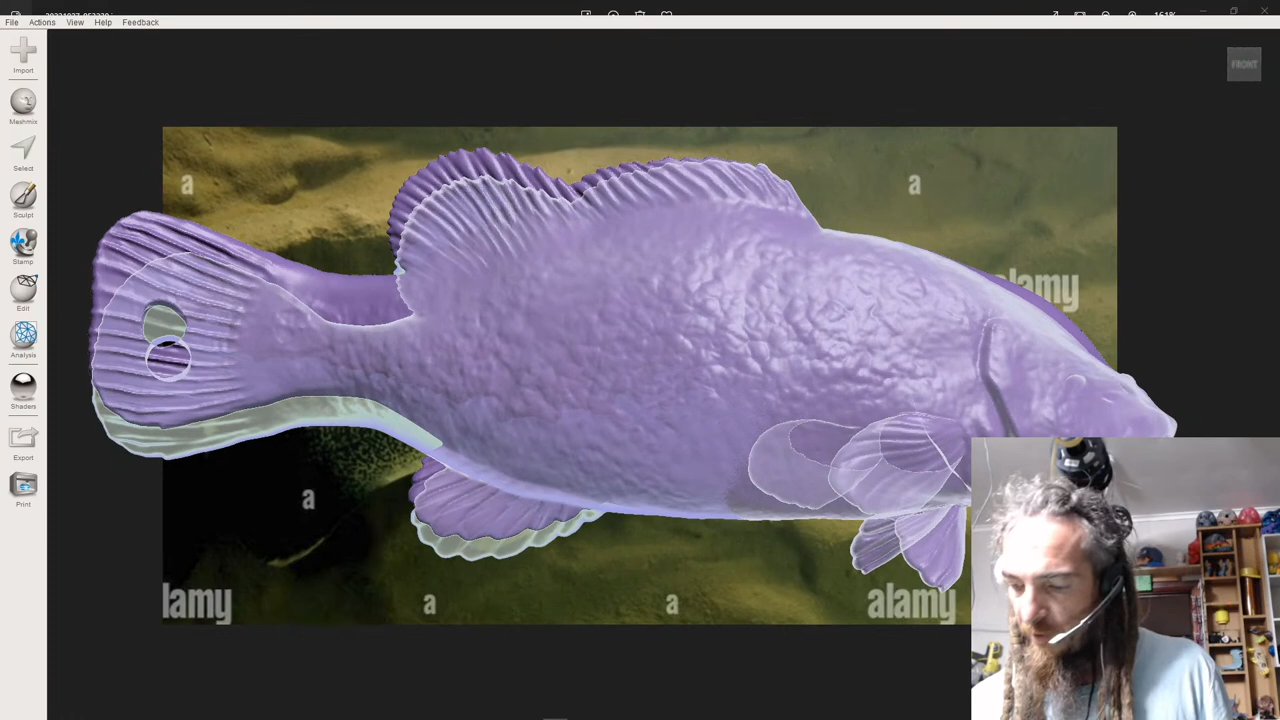 161%
File Actions View Help Feedback
Import
Meshmix
Select
Sculpt
Stamp
Edit
Analysis
Shaders
Export
Print
FRONT
a
a
alamy
a
alamy
a
a
alamy